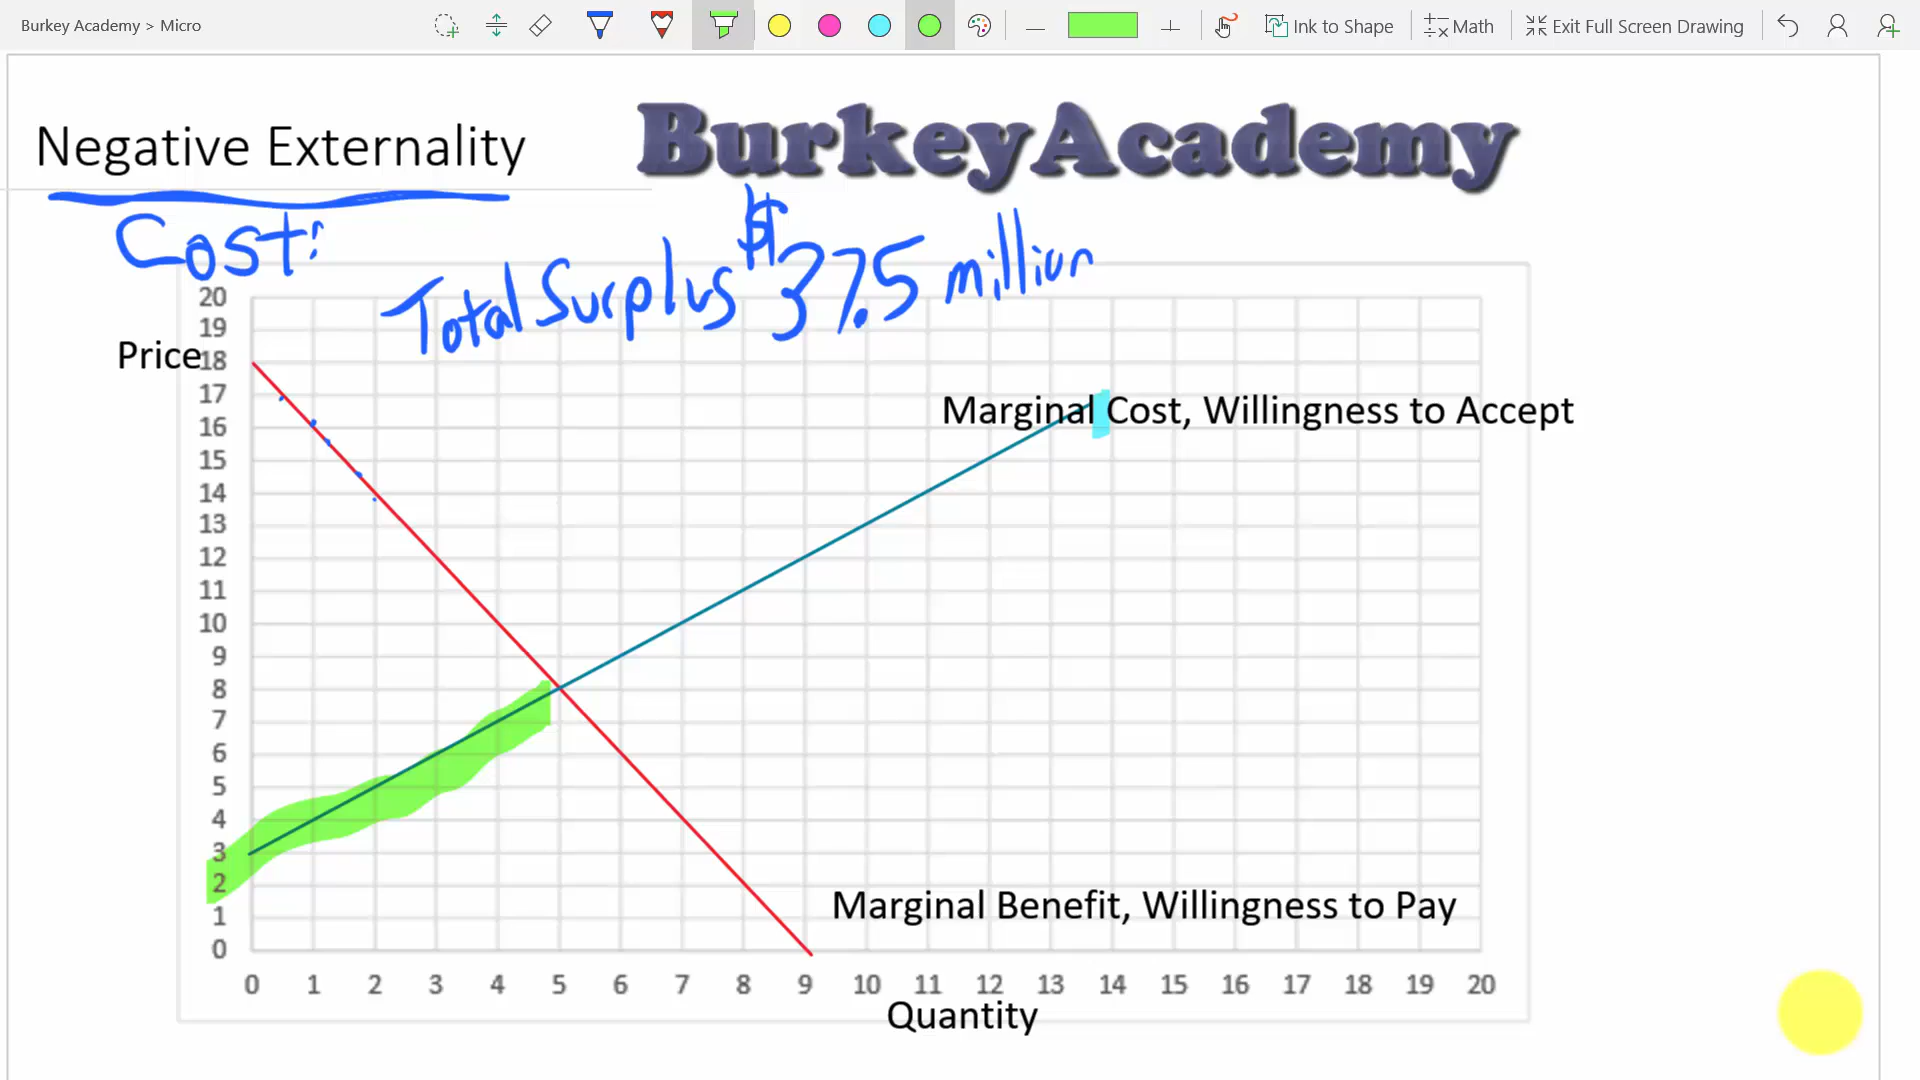 Burkey Academy > Micro
Ink to Shape
Math
Exit Full Screen Drawing
Negative Externality
BurkeyAcademy
Cost:
Total Surplus $37.5 million
20
19
Price
18
17
Marginal Cost, Willingness to Accept
16
15
14
13
12
11
10
9
8
7
6
5
4
3
2
1
Marginal Benefit, Willingness to Pay
0
0 1 2 3 4 5 6 7 8 9 10 11 12 13 14 15 16 17 18 19 20
Quantity